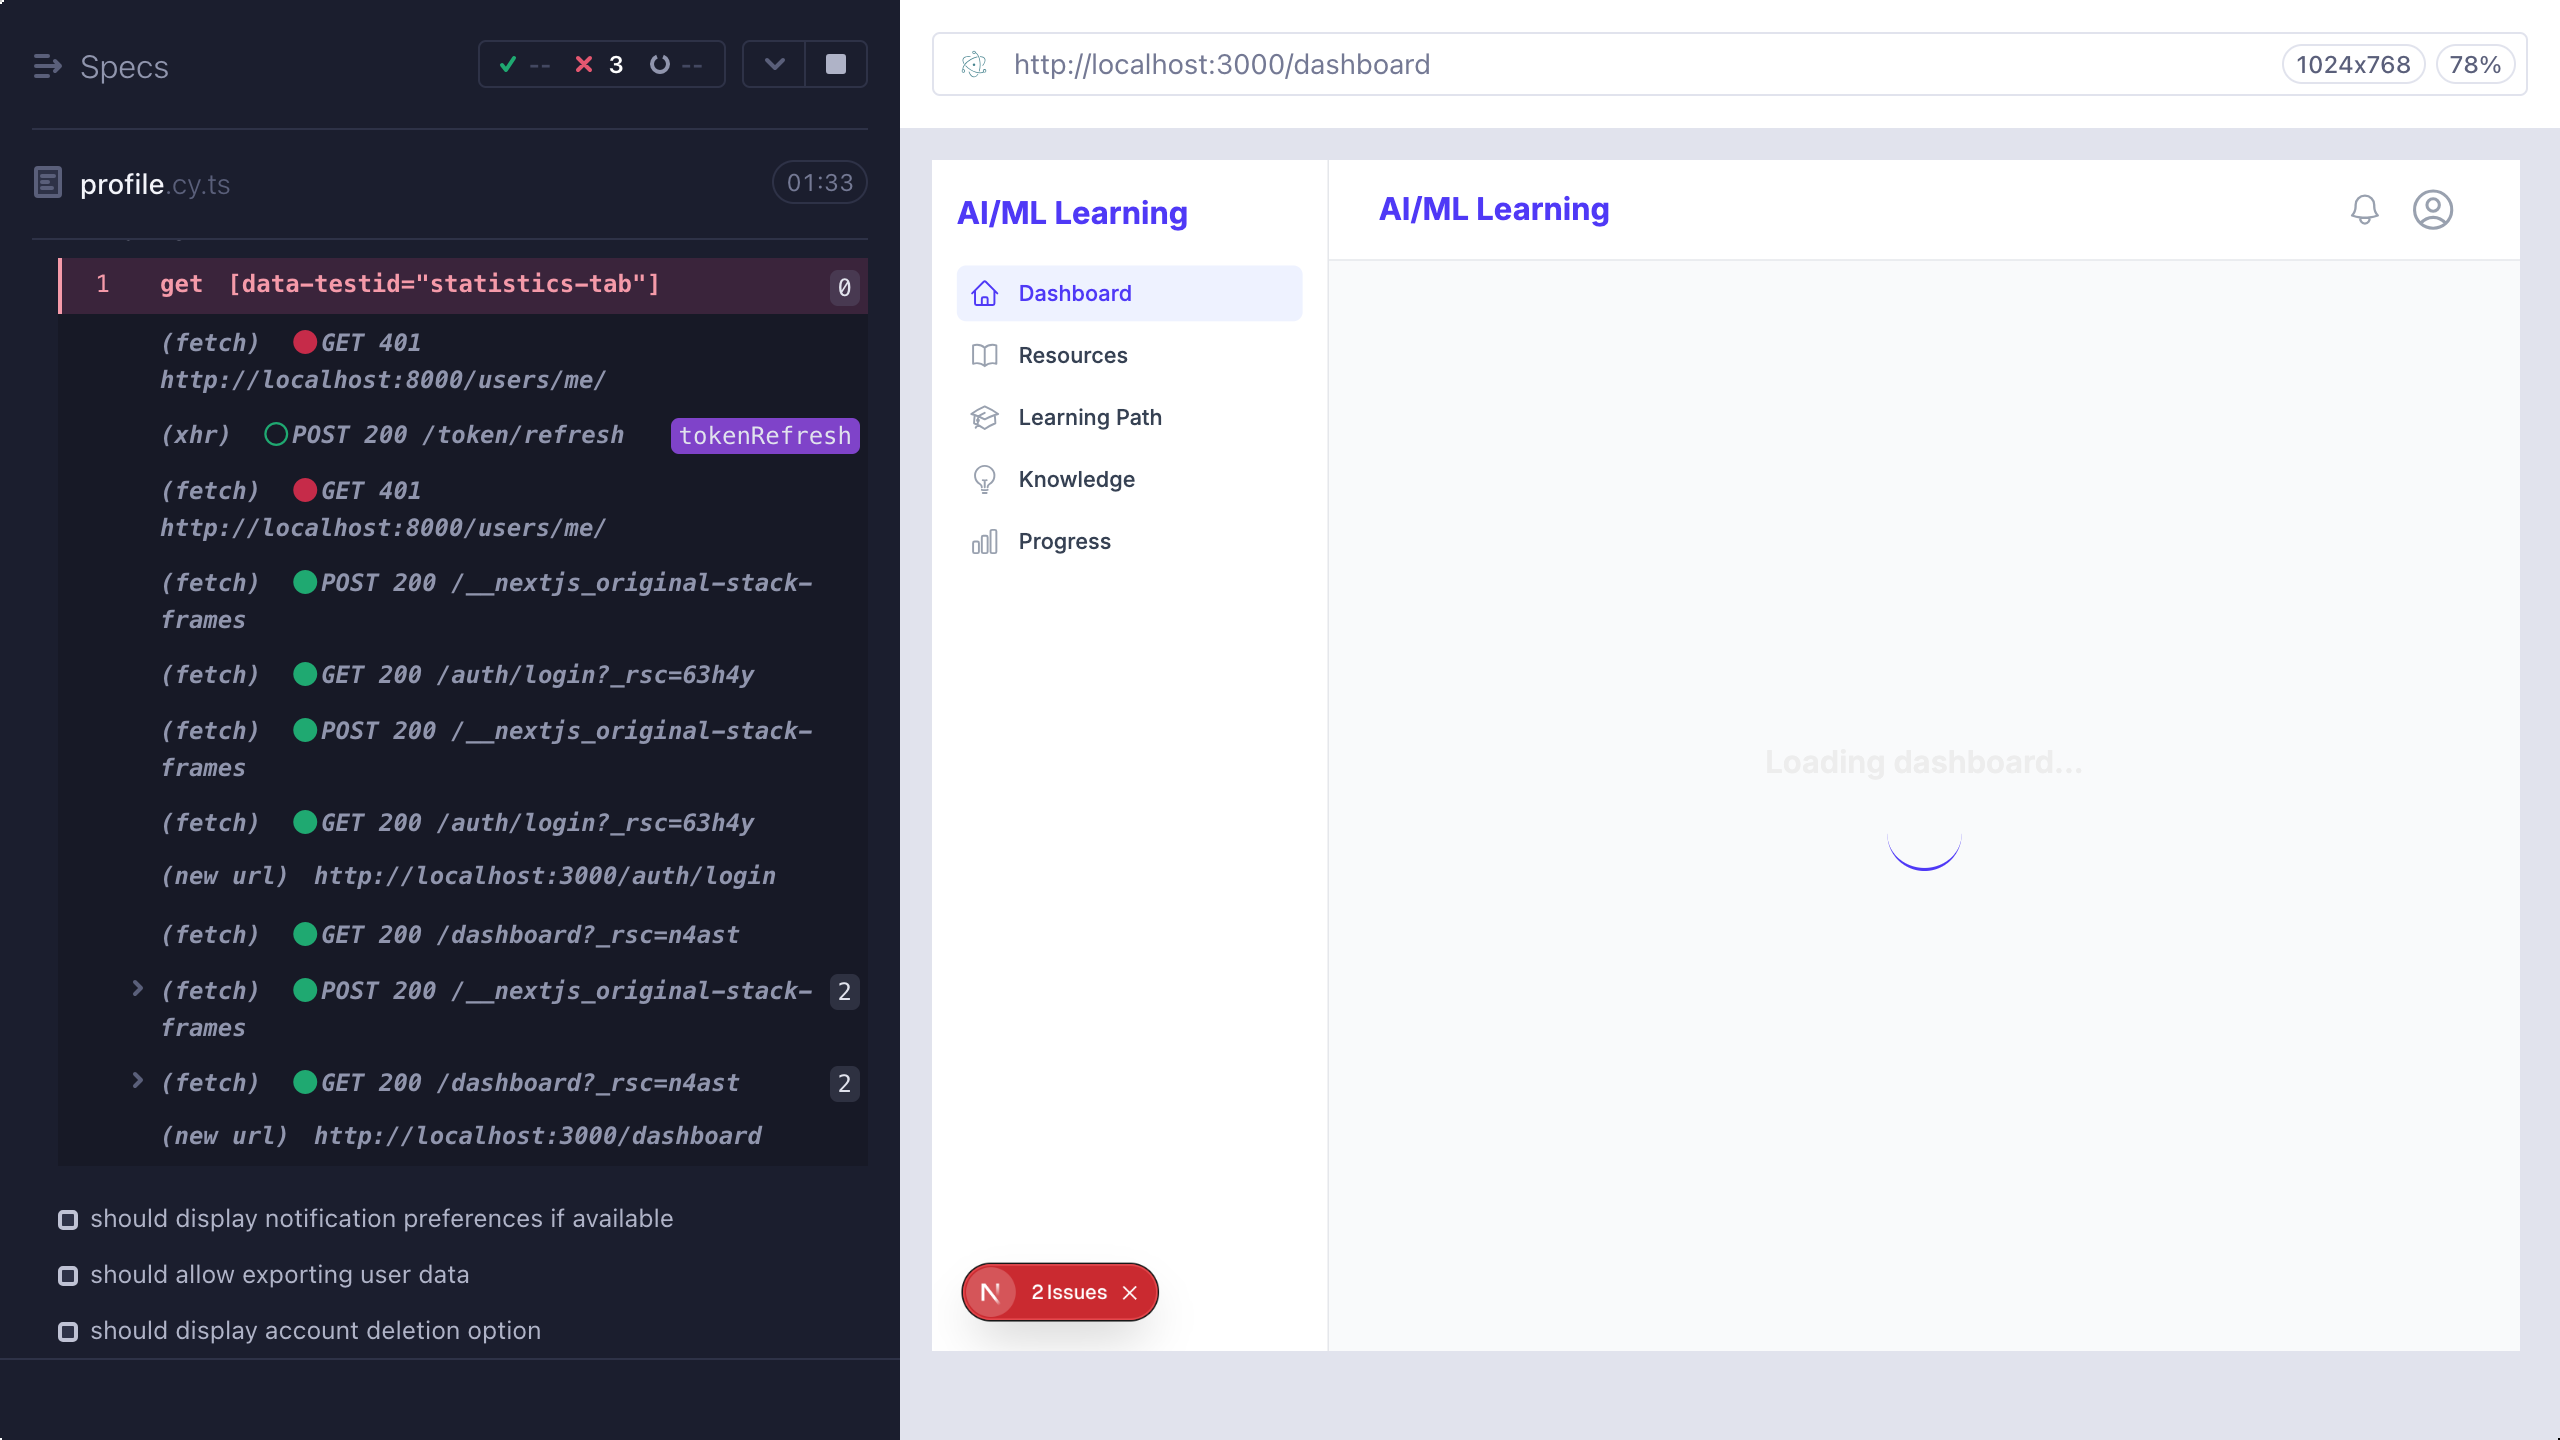 Specs
-- 3 --
profile.cy.ts 01:33
1 get [data-testid="statistics-tab"] 0
(fetch) GET 401
http://localhost:8000/users/me/
(xhr) POST 200 /token/refresh tokenRefresh
(fetch) GET 401
http://localhost:8000/users/me/
(fetch) POST 200 /__nextjs_original-stack-
frames
(fetch) GET 200 /auth/login?_rsc=63h4y
(fetch) POST 200 /__nextjs_original-stack-
frames
(fetch) GET 200 /auth/login?_rsc=63h4y
(new url) http://localhost:3000/auth/login
(fetch) GET 200 /dashboard?_rsc=n4ast
(fetch) POST 200 /__nextjs_original-stack- 2
frames
(fetch) GET 200 /dashboard?_rsc=n4ast 2
(new url) http://localhost:3000/dashboard
should display notification preferences if available
should allow exporting user data
should display account deletion option
http://localhost:3000/dashboard 1024x768 78%
AI/ML Learning
Dashboard
Resources
Learning Path
Knowledge
Progress
N 2 Issues
AI/ML Learning
Loading dashboard...